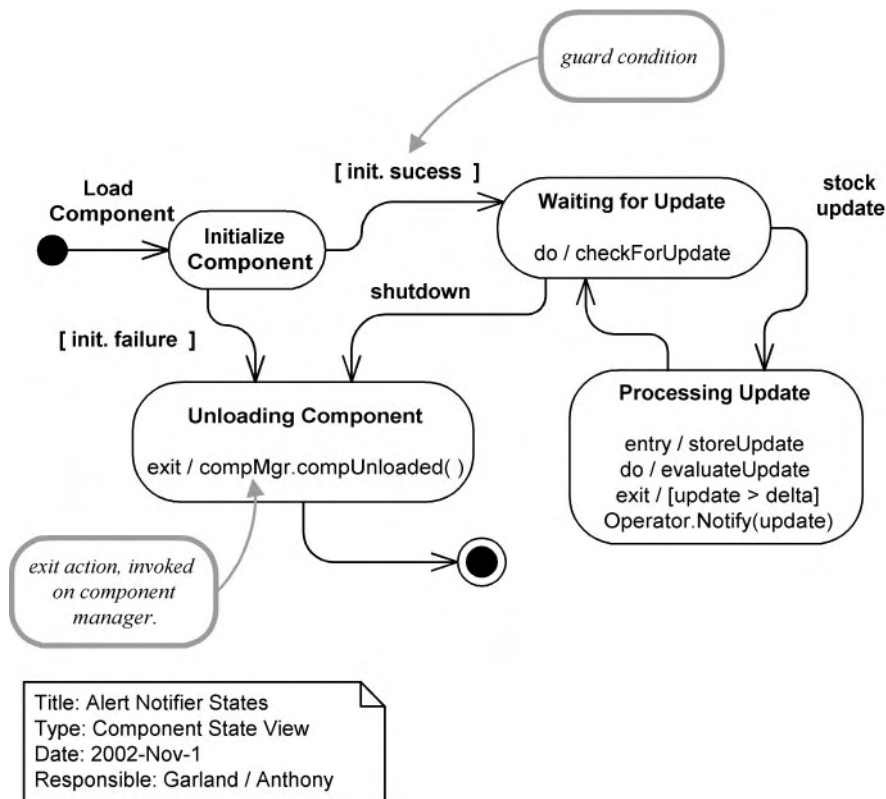 guard condition
[ init. sucess ]
Load
Component
Initialize
Component
Waiting for Update
do / checkForUpdate
stock
update
shutdown
[ init. failure ]
Unloading Component
exit / compMgr.compUnloaded( )
Processing Update
entry / storeUpdate
do / evaluateUpdate
exit / [update > delta]
Operator.Notify(update)
exit action, invoked
on component
manager.
Title: Alert Notifier States
Type: Component State View
Date: 2002-Nov-1
Responsible: Garland / Anthony